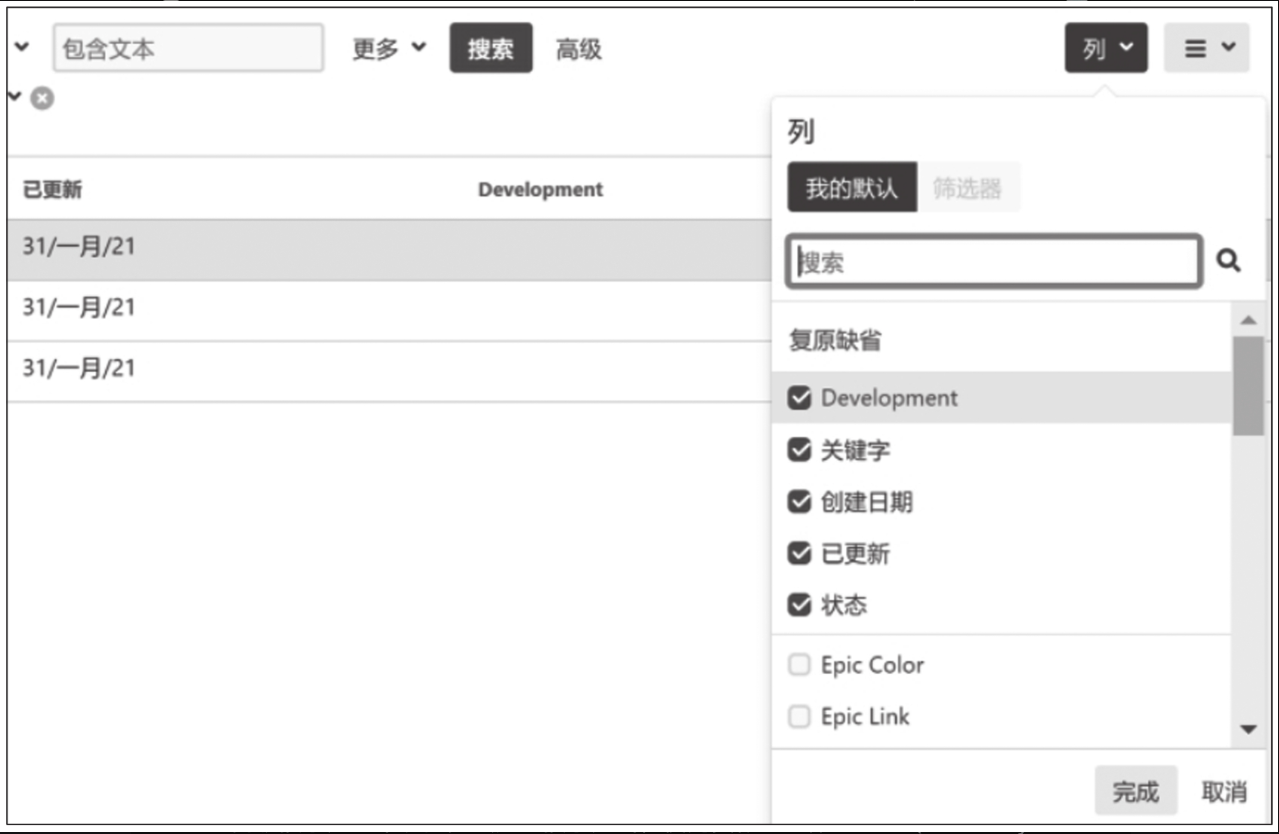 包含文本 更多 搜索 高级 列
列
我的默认 筛选器
搜索
已更新 Development
31/一月/21
31/一月/21
31/一月/21
复原缺省
Development
关键字
创建日期
已更新
状态
Epic Color
Epic Link
完成 取消